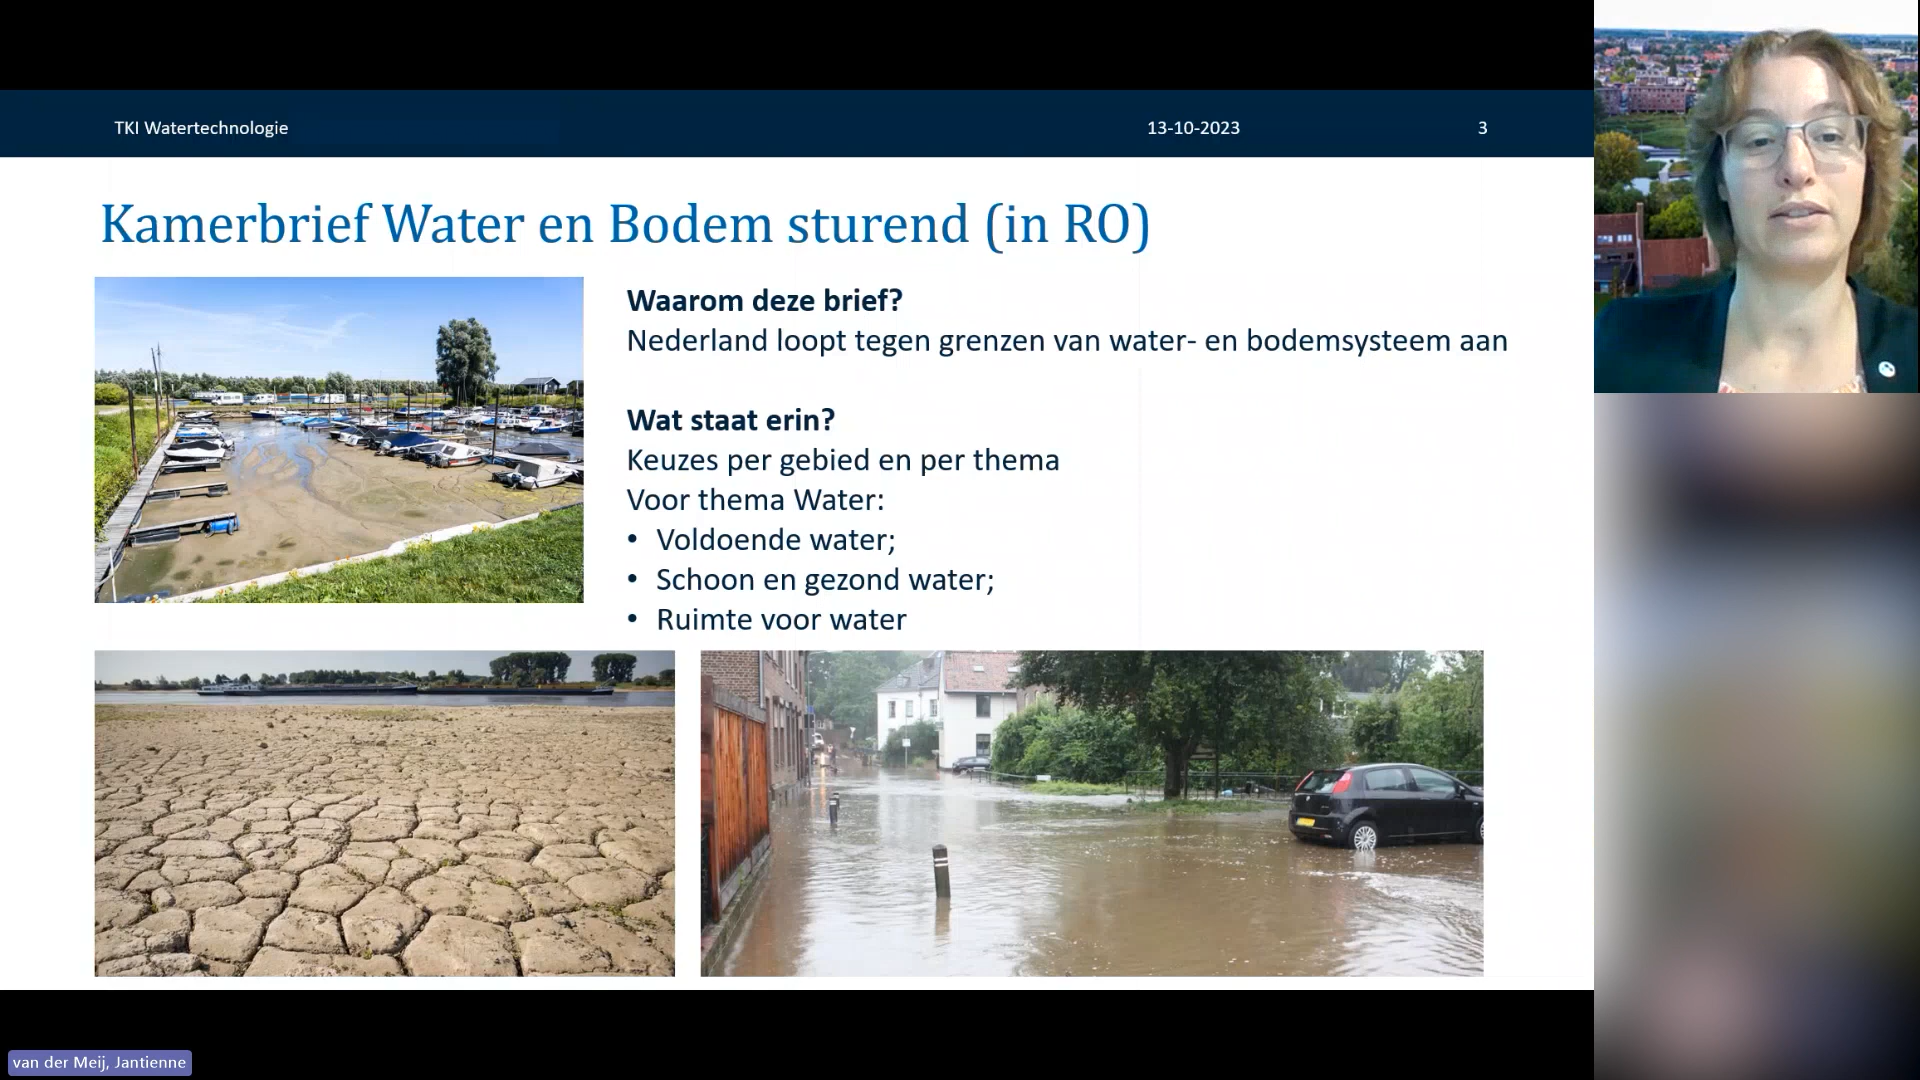 TKI Watertechnologie
13-10-2023
3
Kamerbrief Water en Bodem sturend (in RO)
Waarom deze brief?
Nederland loopt tegen grenzen van water- en bodemsysteem aan
Wat staat erin?
Keuzes per gebied en per thema
Voor thema Water:
• Voldoende water;
• Schoon en gezond water;
• Ruimte voor water
van der Meij, Jantienne